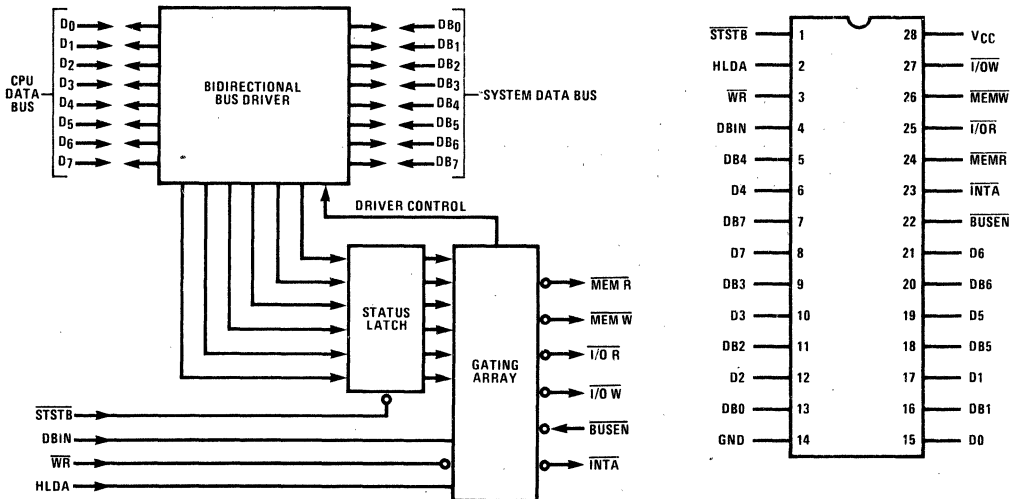 D0
D1
D2
D3
D4
D5
D6
D7
CPU
DATA
BUS
BIDIRECTIONAL
BUS DRIVER
DB0
DB1
DB2
DB3
DB4
DB5
DB6
DB7
SYSTEM DATA BUS
DRIVER CONTROL
STATUS
LATCH
GATING
ARRAY
MEM R
MEM W
I/O R
I/O W
BUSEN
INTA
STSTB
DBIN
WR
HLDA
STSTB 1 28 VCC
HLDA 2 27 I/OW
WR 3 26 MEMW
DBIN 4 25 I/OR
DB4 5 24 MEMR
D4 6 23 INTA
DB7 7 22 BUSEN
D7 8 21 D6
DB3 9 20 DB6
D3 10 19 D5
DB2 11 18 DB5
D2 12 17 D1
DB0 13 16 DB1
GND 14 15 D0